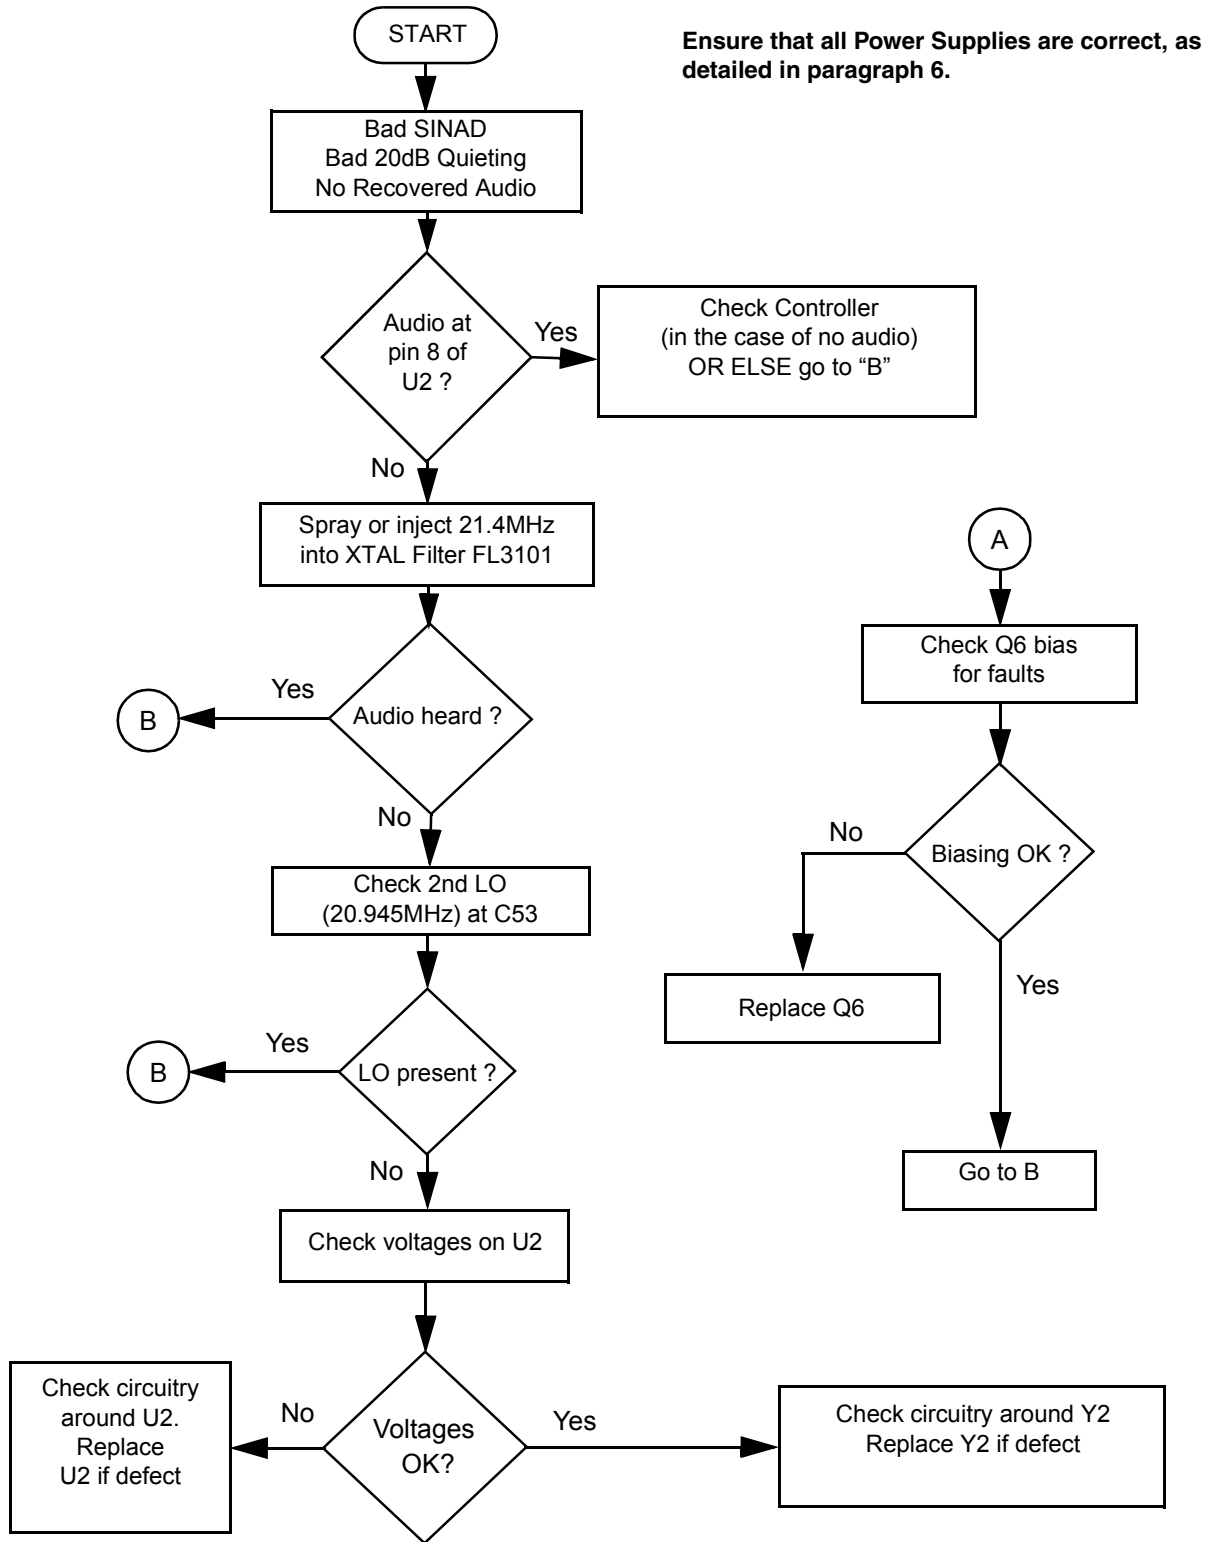 START
Ensure that all Power Supplies are correct, as
detailed in paragraph 6.
Bad SINAD
Bad 20dB Quieting
No Recovered Audio
Audio at
pin 8 of
U2 ?
Yes
Check Controller
(in the case of no audio)
OR ELSE go to “B”
No
Spray or inject 21.4MHz
into XTAL Filter FL3101
Audio heard ?
Yes
B
No
Check 2nd LO
(20.945MHz) at C53
LO present ?
Yes
B
No
Check voltages on U2
Voltages
OK?
No
Check circuitry
around U2.
Replace
U2 if defect
Yes
Check circuitry around Y2
Replace Y2 if defect
A
Check Q6 bias
for faults
Biasing OK ?
No
Replace Q6
Yes
Go to B